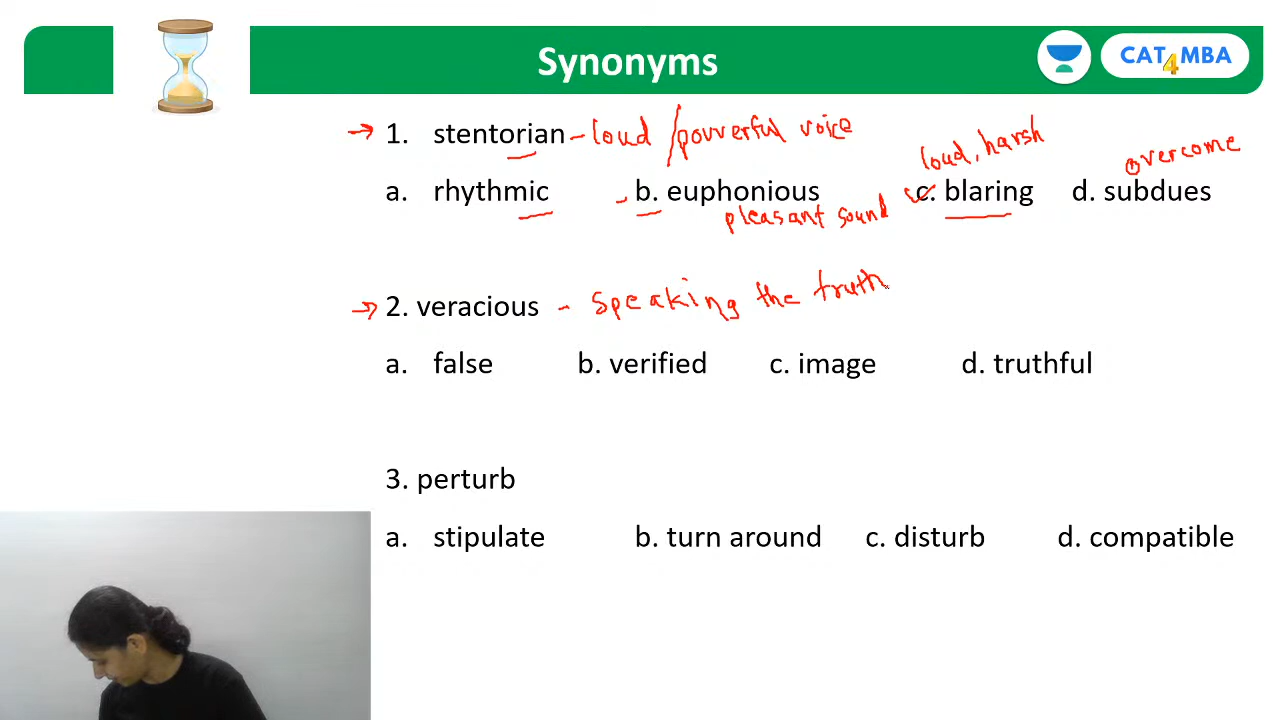 Synonyms
CAT4MBA
1. stentorian - loud / powerful voice
loud, harsh
overcome
a. rhythmic b. euphonious c. blaring d. subdues
pleasant sound
2. veracious - speaking the truth
a. false b. verified c. image d. truthful
3. perturb
a. stipulate b. turn around c. disturb d. compatible